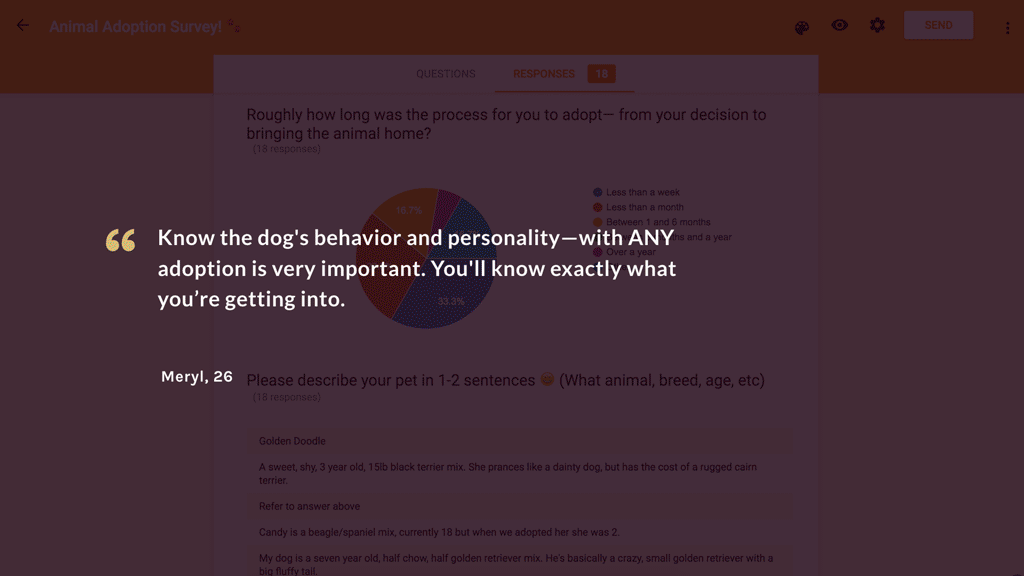 Animal Adoption Survey!
SEND
QUESTIONS
RESPONSES
18
Roughly how long was the process for you to adopt— from your decision to
bringing the animal home?
(18 responses)
Less than a week
Less than a month
Between 1 and 6 months
months and a year
Over a year
16.7%
33.3%
“
Know the dog's behavior and personality—with ANY
adoption is very important. You'll know exactly what
you’re getting into.
Meryl, 26
Please describe your pet in 1-2 sentences (What animal, breed, age, etc)
(18 responses)
Golden Doodle
A sweet, shy, 3 year old, 15lb black terrier mix. She prances like a dainty dog, but has the cost of a rugged cairn
terrier.
Refer to answer above
Candy is a beagle/spaniel mix, currently 18 but when we adopted her she was 2.
My dog is a seven year old, half chow, half golden retriever mix. He's basically a crazy, small golden retriever with a
big fluffy tail.